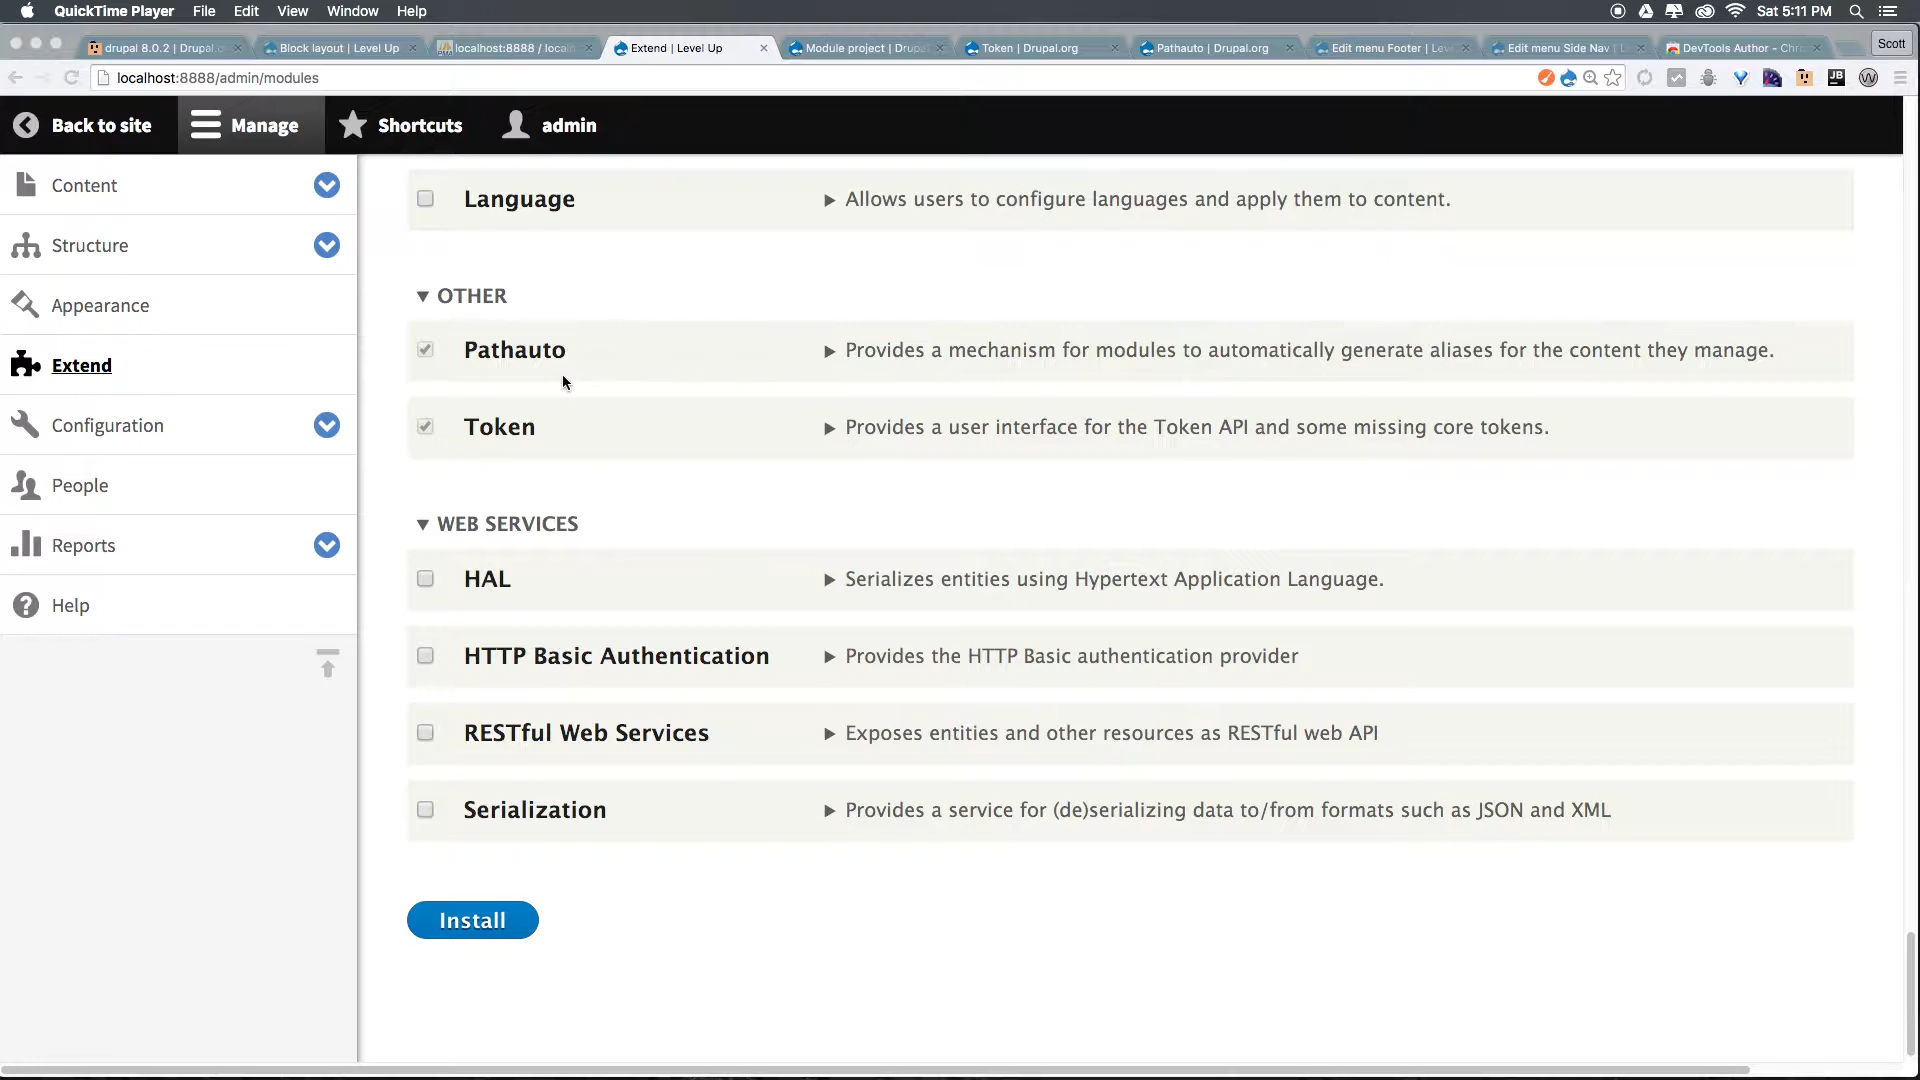 QuickTime Player File Edit View Window Help Sat 5:11 PM
drupal 8.0.2 | Drupal. Block layout | Level Up localhost:8888 / locai Extend | Level Up Module project | Drupa Token | Drupal.org Pathauto | Drupal.org Edit menu Footer | Lev Edit menu Side Nav | DevTools Author - Chr Scott
localhost:8888/admin/modules JB W
Back to site Manage Shortcuts admin
Content
Structure
Appearance
Extend
Configuration
People
Reports
Help
Language Allows users to configure languages and apply them to content.
OTHER
Pathauto Provides a mechanism for modules to automatically generate aliases for the content they manage.
Token Provides a user interface for the Token API and some missing core tokens.
WEB SERVICES
HAL Serializes entities using Hypertext Application Language.
HTTP Basic Authentication Provides the HTTP Basic authentication provider
RESTful Web Services Exposes entities and other resources as RESTful web API
Serialization Provides a service for (de)serializing data to/from formats such as JSON and XML
Install